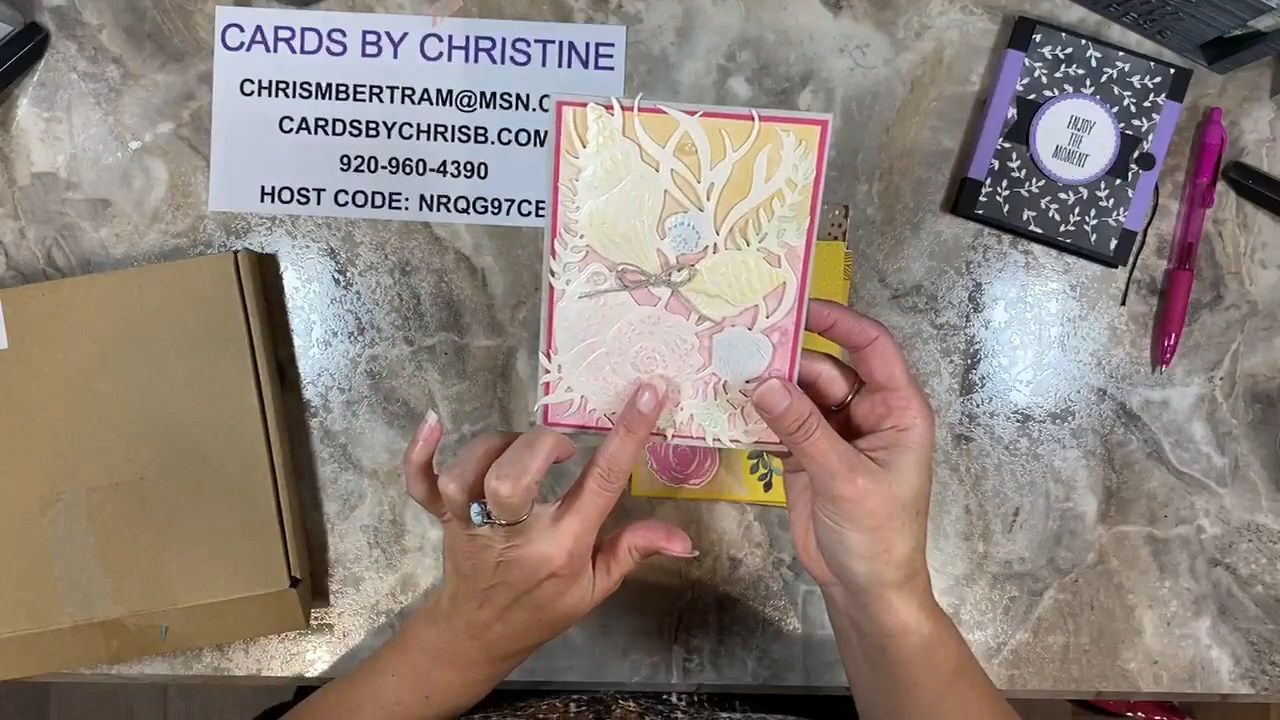 CARDS BY CHRISTINE
CHRISMBERTRAM@MSN.C
CARDSBYCHRISB.COM
920-960-4390
HOST CODE: NRQG97CE
ENJOY
THE
MOMENT